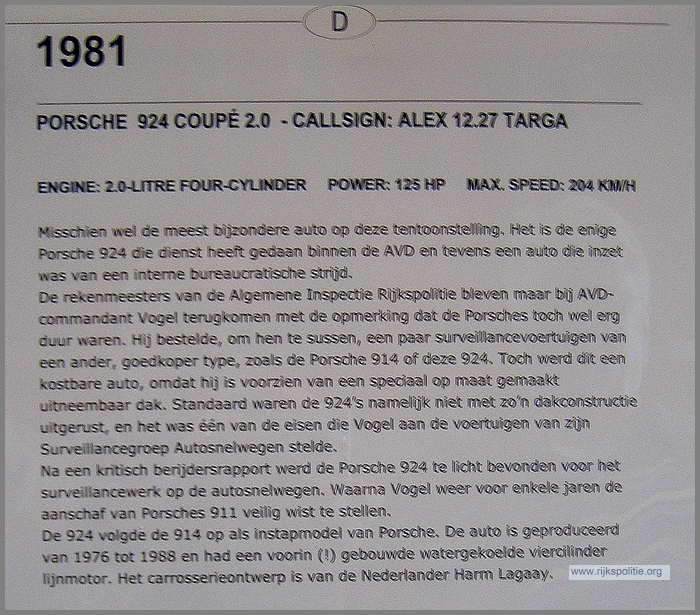 D
1981
PORSCHE 924 COUPÉ 2.0 - CALLSIGN: ALEX 12.27 TARGA
ENGINE: 2.0-LITRE FOUR-CYLINDER POWER: 125 HP MAX. SPEED: 204 KM/H
Misschien wel de meest bijzondere auto op deze tentoonstelling. Het is de enige
Porsche 924 die dienst heeft gedaan binnen de AVD en tevens een auto die inzet
was van een interne bureaucratische strijd.
De rekenmeesters van de Algemene Inspectie Rijkspolitie bleven maar bij AVD-
commandant Vogel terugkomen met de opmerking dat de Porsches toch wel erg
duur waren. Hij bestelde, om hen te sussen, een paar surveillancevoertuigen van
een ander, goedkoper type, zoals de Porsche 914 of deze 924. Toch werd dit een
kostbare auto, omdat hij is voorzien van een speciaal op maat gemaakt
uitneembaar dak. Standaard waren de 924's namelijk niet met zo'n dakconstructie
uitgerust, en het was één van de eisen die Vogel aan de voertuigen van zijn
Surveillancegroep Autosnelwegen stelde.
Na een kritisch berijdersrapport werd de Porsche 924 te licht bevonden voor het
surveillancewerk op de autosnelwegen. Waarna Vogel weer voor enkele jaren de
aanschaf van Porsches 911 veilig wist te stellen.
De 924 volgde de 914 op als instapmodel van Porsche. De auto is geproduceerd
van 1976 tot 1988 en had een voorin (!) gebouwde watergekoelde viercilinder
lijnmotor. Het carrosserieontwerp is van de Nederlander Harm Lagaay.
www.rijkspolitie.org